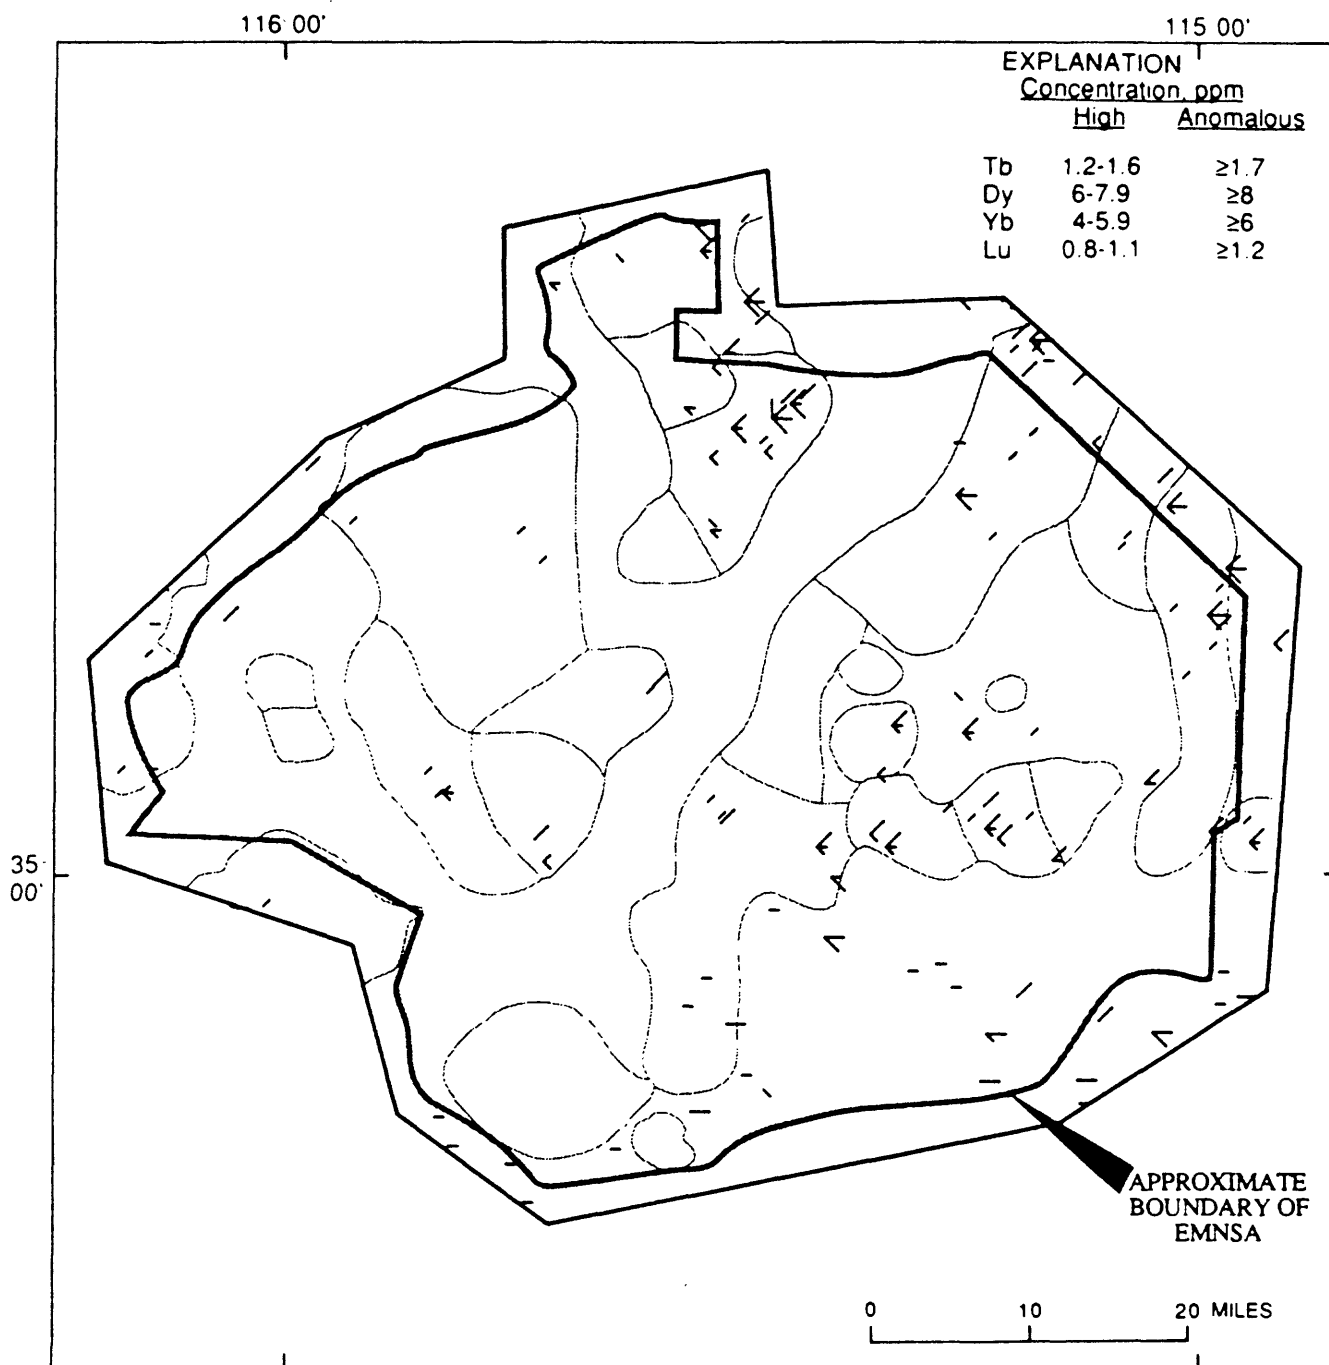 116 00'
115 00'
EXPLANATION
Concentration, ppm
High Anomalous
Tb 1.2-1.6 ≥1.7
Dy 6-7.9 ≥8
Yb 4-5.9 ≥6
Lu 0.8-1.1 ≥1.2
35
00'
APPROXIMATE
BOUNDARY OF
EMNSA
0 10 20 MILES